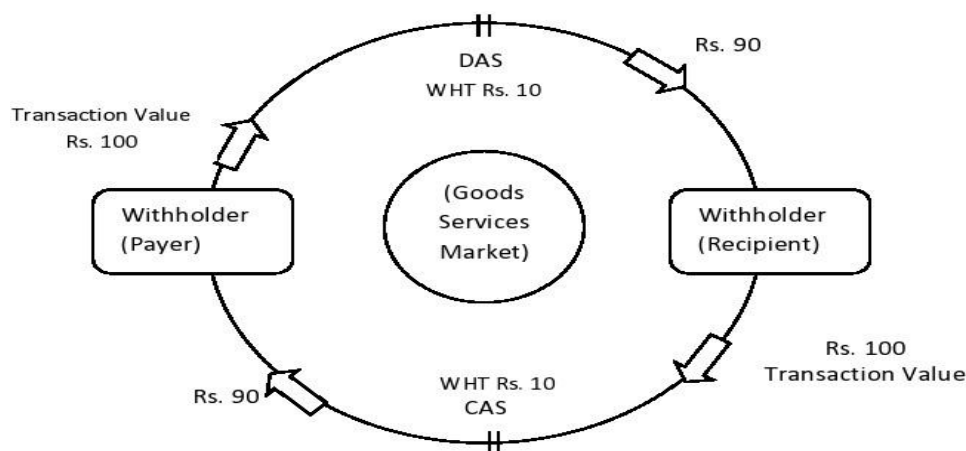 Rs. 90
DAS
WHT Rs. 10
Transaction Value
Rs. 100
Withholder
(Payer)
(Goods
Services
Market)
Withholder
(Recipient)
Rs. 100
Transaction Value
WHT Rs. 10
CAS
Rs. 90